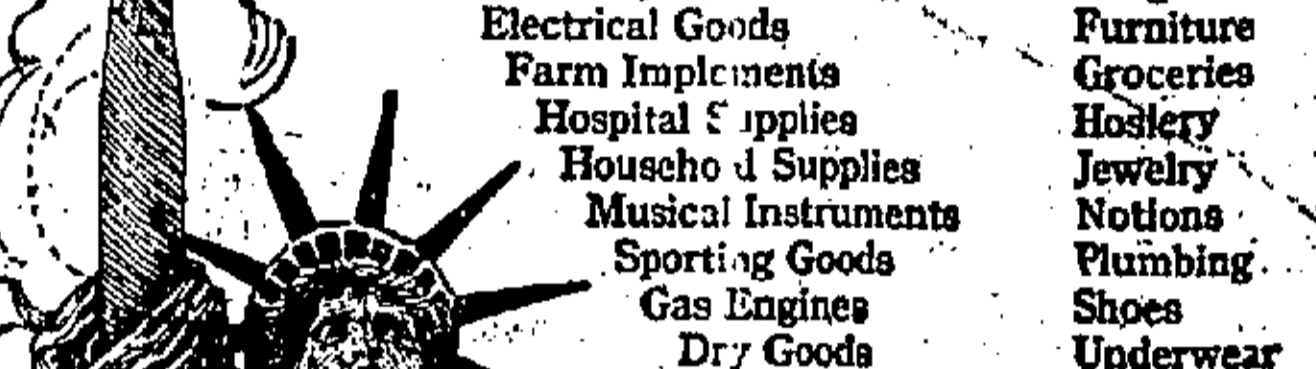 Electrical Goods
Farm Implements
Hospital Supplies
Household Supplies
Musical Instruments
Sporting Goods
Gas Engines
Dry Goods
Furniture
Groceries
Hosiery
Jewelry
Notions
Plumbing
Shoes
Underwear